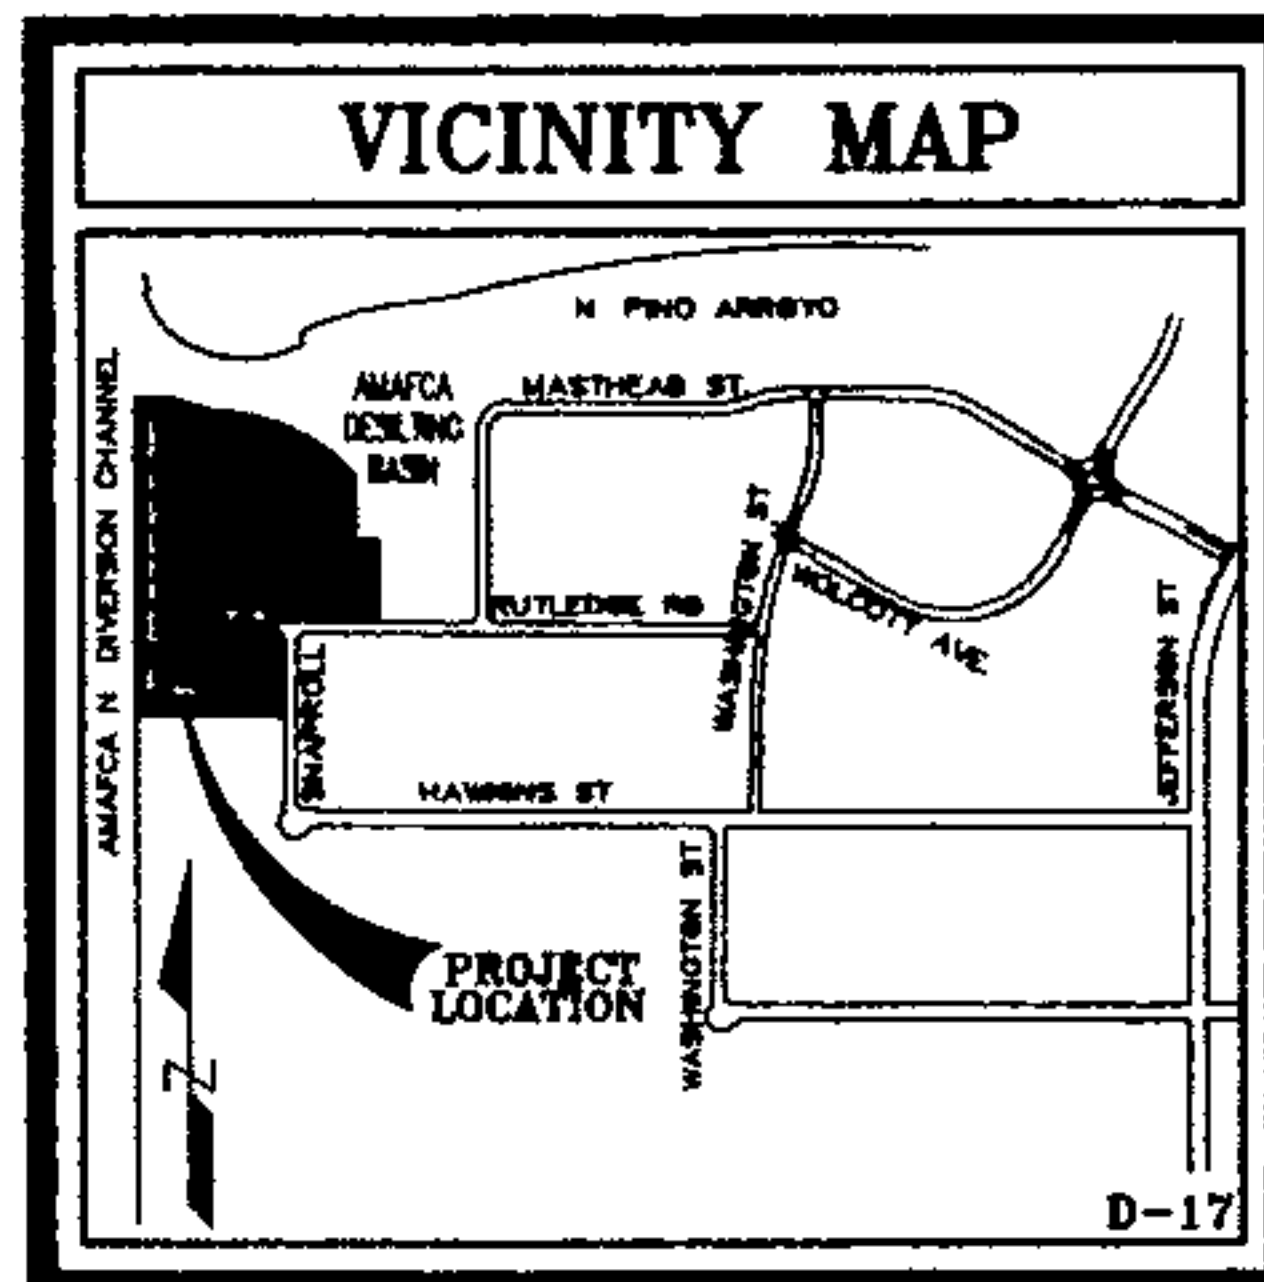 VICINITY MAP
N PINO ARROYO
AMAFCA
DESILTING
BASIN
MASTHEAD ST.
AMAFCA N DIVERSION CHANNEL
WASHINGTON ST
RUTLEDGE RD
AVE
JEFFERSON ST
SNAPROLL
HAWKINS ST
WASHINGTON ST
PROJECT
LOCATION
N
D-17